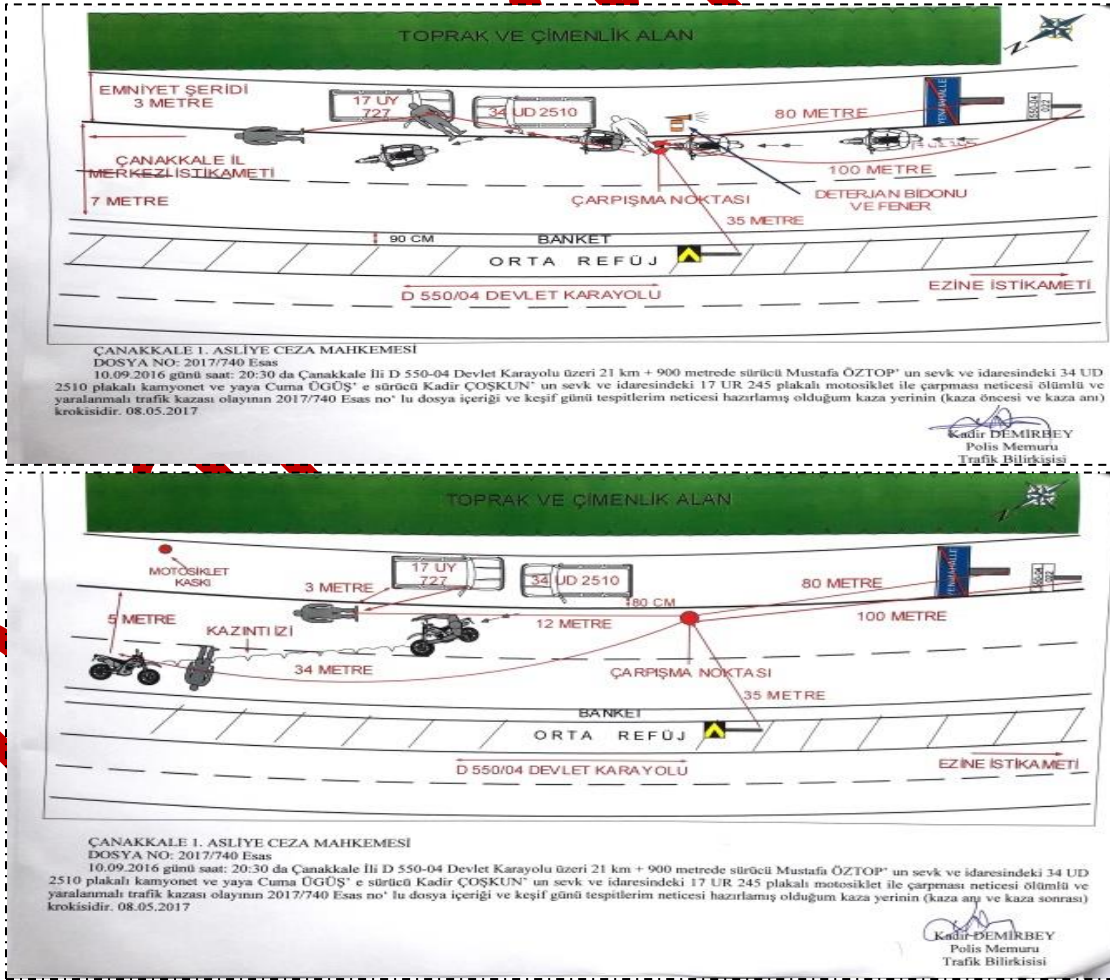 TOPRAK VE ÇİMENLİK ALAN
N
EMNİYET ŞERİDİ
3 METRE
17 UY
727
34 UD 2510
80 METRE
YENİMAHALLE
550-04
022
ÇANAKKALE İL
MERKEZİ İSTİKAMETİ
100 METRE
7 METRE
ÇARPIŞMA NOKTASI
DETERJAN BİDONU
VE FENER
35 METRE
90 CM
BANKET
ORTA REFÜJ
D 550/04 DEVLET KARAYOLU
EZİNE İSTİKAMETİ
ÇANAKKALE 1. ASLİYE CEZA MAHKEMESİ
DOSYA NO: 2017/740 Esas
10.09.2016 günü saat: 20:30 da Çanakkale İli D 550-04 Devlet Karayolu üzeri 21 km + 900 metrede sürücü Mustafa ÖZTOP' un sevk ve idaresindeki 34 UD
2510 plakalı kamyonet ve yaya Cuma ÜGÜŞ' e sürücü Kadir ÇOŞKUN' un sevk ve idaresindeki 17 UR 245 plakalı motosiklet ile çarpması neticesi ölümlü ve
yaralanmalı trafik kazası olayının 2017/740 Esas no' lu dosya içeriği ve keşif günü tespitlerim neticesi hazırlamış olduğum kaza yerinin (kaza öncesi ve kaza anı)
krokisidir. 08.05.2017
Kadir DEMİRBEY
Polis Memuru
Trafik Bilirkişisi
TOPRAK VE ÇİMENLİK ALAN
N
MOTOSİKLET
KASKI
3 METRE
17 UY
727
34 UD 2510
80 METRE
YENİMAHALLE
022
80 CM
5 METRE
KAZINTI İZİ
12 METRE
100 METRE
34 METRE
ÇARPIŞMA NOKTASI
35 METRE
BANKET
ORTA REFÜJ
D 550/04 DEVLET KARAYOLU
EZİNE İSTİKAMETİ
ÇANAKKALE 1. ASLİYE CEZA MAHKEMESİ
DOSYA NO: 2017/740 Esas
10.09.2016 günü saat: 20:30 da Çanakkale İli D 550-04 Devlet Karayolu üzeri 21 km + 900 metrede sürücü Mustafa ÖZTOP' un sevk ve idaresindeki 34 UD
2510 plakalı kamyonet ve yaya Cuma ÜGÜŞ' e sürücü Kadir ÇOŞKUN' un sevk ve idaresindeki 17 UR 245 plakalı motosiklet ile çarpması neticesi ölümlü ve
yaralanmalı trafik kazası olayının 2017/740 Esas no' lu dosya içeriği ve keşif günü tespitlerim neticesi hazırlamış olduğum kaza yerinin (kaza anı ve kaza sonrası)
krokisidir. 08.05.2017
Kadir DEMİRBEY
Polis Memuru
Trafik Bilirkişisi